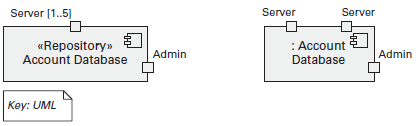 Server [1..5]
«Repository»
Account Database
Admin
Key: UML
Server Server
: Account
Database
Admin